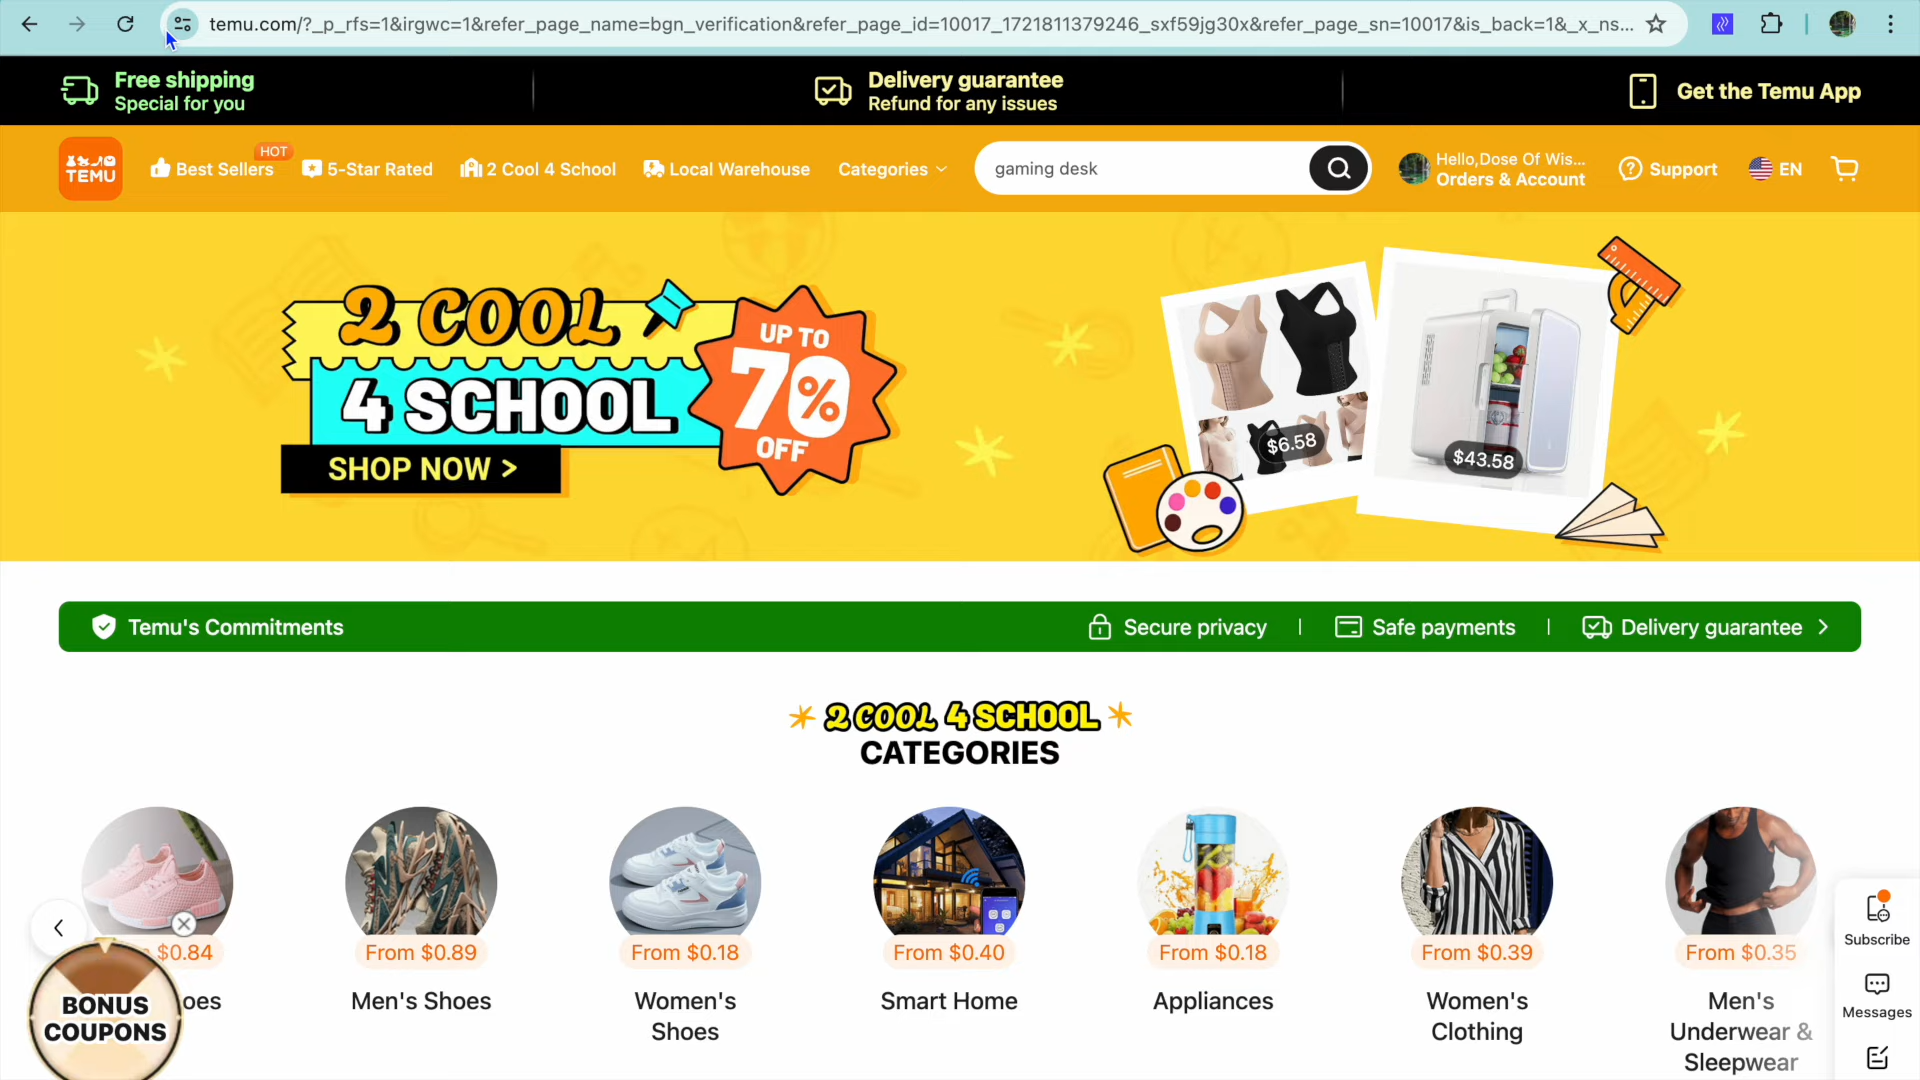 temu.com/?_p_rfs=1&irgwc=1&refer_page_name=bgn_verification&refer_page_id=10017_1721811379246_sxf59jg30x&refer_page_sn=10017&is_back=1&_x_ns...
Free shipping
Special for you
Delivery guarantee
Refund for any issues
Get the Temu App
TEMU
Best Sellers
HOT
5-Star Rated
2 Cool 4 School
Local Warehouse
Categories
gaming desk
Hello,Dose Of Wis...
Orders & Account
Support
EN
2 COOL
4 SCHOOL
SHOP NOW >
UP TO
70%
OFF
$6.58
$43.58
Temu's Commitments
Secure privacy
Safe payments
Delivery guarantee
2 COOL 4 SCHOOL
CATEGORIES
$0.84
From $0.89
From $0.18
From $0.40
From $0.18
From $0.39
From $0.35
oes
Men's Shoes
Women's
Shoes
Smart Home
Appliances
Women's
Clothing
Men's
Underwear &
Sleepwear
BONUS
COUPONS
Subscribe
Messages